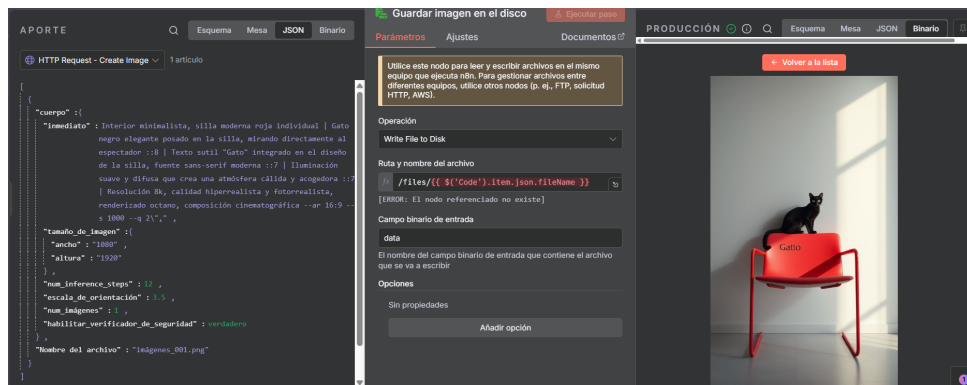 APORTE
Esquema Mesa JSON Binario
HTTP Request - Create Image
1 artículo
[
{
"cuerpo" :{
"inmediato" : Interior minimalista, silla moderna roja individual | Gato
negro elegante posado en la silla, mirando directamente al
espectador ::8 | Texto sutil "Gato" integrado en el diseño
de la silla, fuente sans-serif moderna ::7 | Iluminación
suave y difusa que crea una atmósfera cálida y acogedora ::7
| Resolución 8k, calidad hiperrealista y fotorrealista,
renderizado octano, composición cinematográfica --ar 16:9 --
s 1000 --q 2\"," ,
"tamaño_de_imagen" :{
"ancho" : "1080" ,
"altura" : "1920"
} ,
"num_inference_steps" : 12 ,
"escala_de_orientación" : 3.5 ,
"num_imágenes" : 1 ,
"habilitar_verificador_de_seguridad" : verdadero
} ,
"Nombre del archivo" : "imágenes_001.png"
}
]
Guardar imagen en el disco
Ejecutar paso
Parámetros Ajustes Documentos
Utilice este nodo para leer y escribir archivos en el mismo
equipo que ejecuta n8n. Para gestionar archivos entre
diferentes equipos, utilice otros nodos (p. ej., FTP, solicitud
HTTP, AWS).
Operación
Write File to Disk
Ruta y nombre del archivo
fx /files/{{ $('Code').item.json.fileName }}
[ERROR: El nodo referenciado no existe]
Campo binario de entrada
data
El nombre del campo binario de entrada que contiene el archivo
que se va a escribir
Opciones
Sin propiedades
Añadir opción
PRODUCCIÓN
Esquema Mesa JSON Binario
← Volver a la lista
Gatio
1